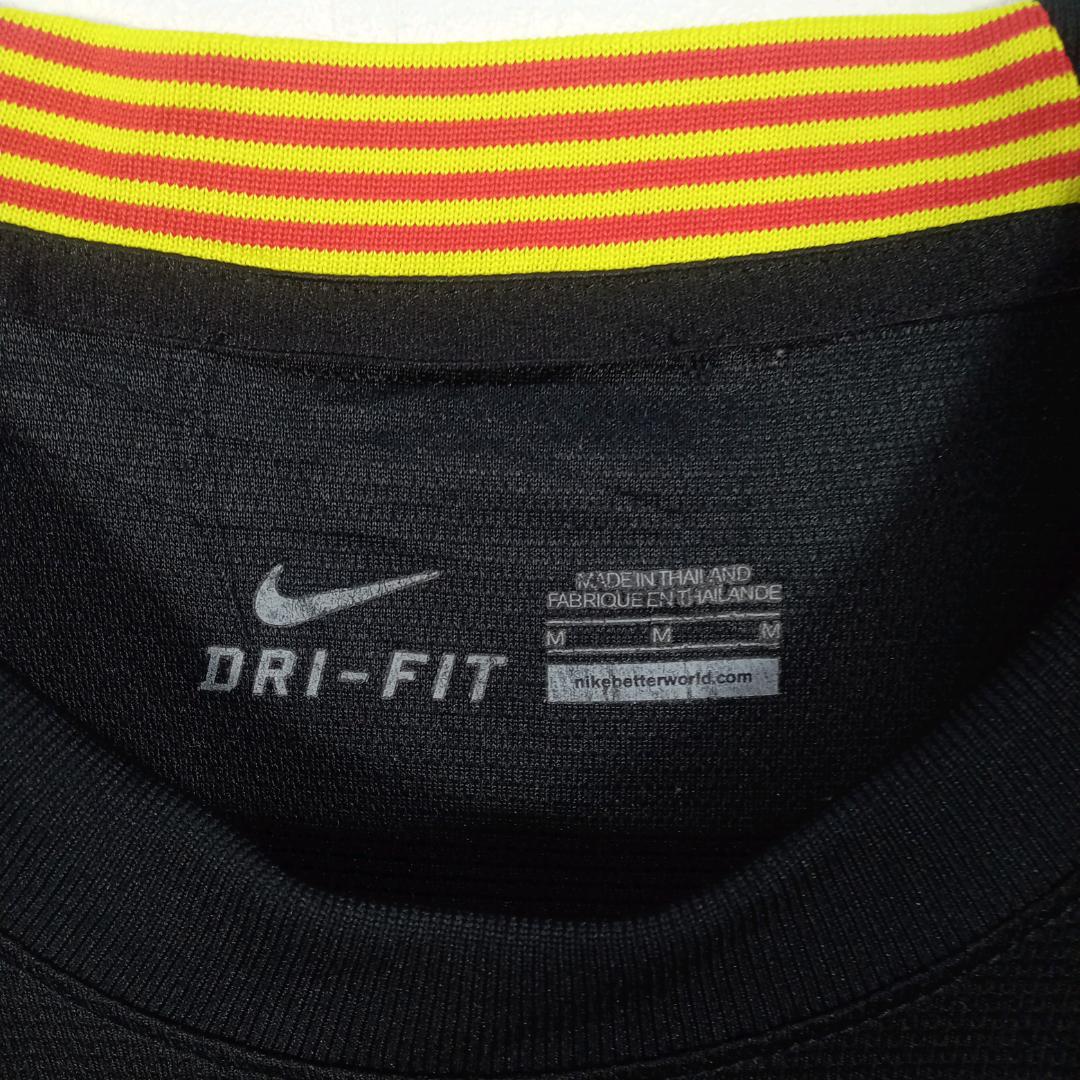 DRI-FIT
MADE IN THAILAND
FABRIQUE EN THAILANDE
M M M
nikebetterworld.com